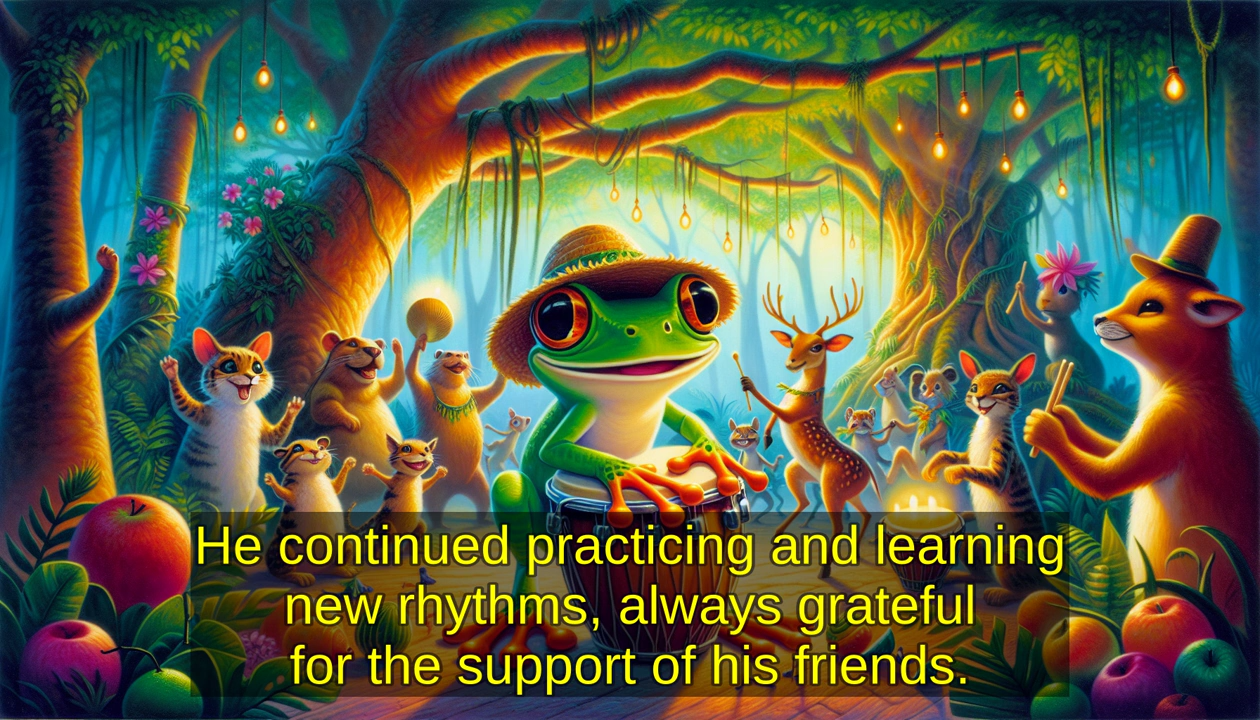 He continued practicing and learning
new rhythms, always grateful
for the support of his friends.